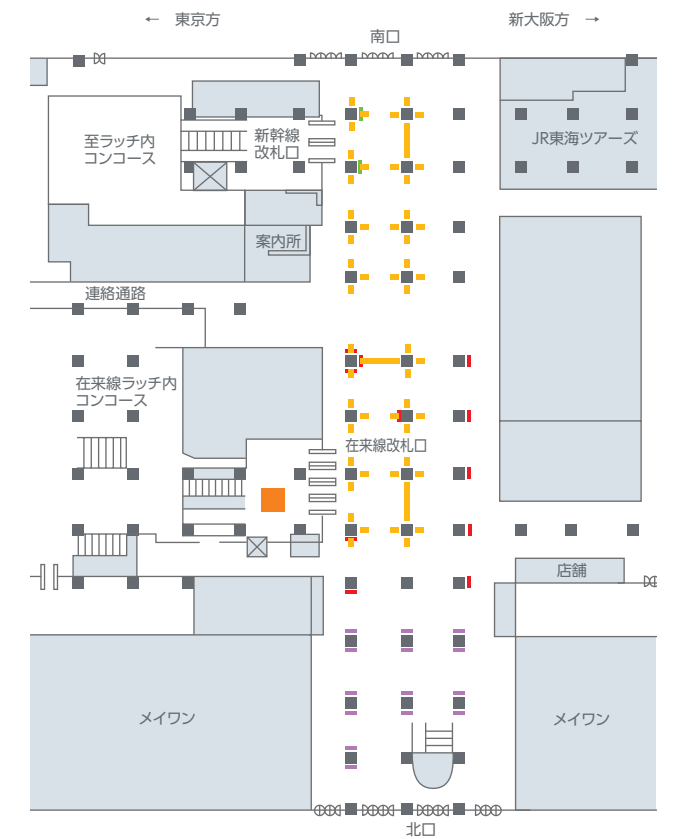 ← 東京方
新大阪方 →
南口
至ラッチ内
コンコース
新幹線
改札口
JR東海ツアーズ
案内所
連絡通路
在来線ラッチ内
コンコース
在来線改札口
店舗
メイワン
メイワン
北口